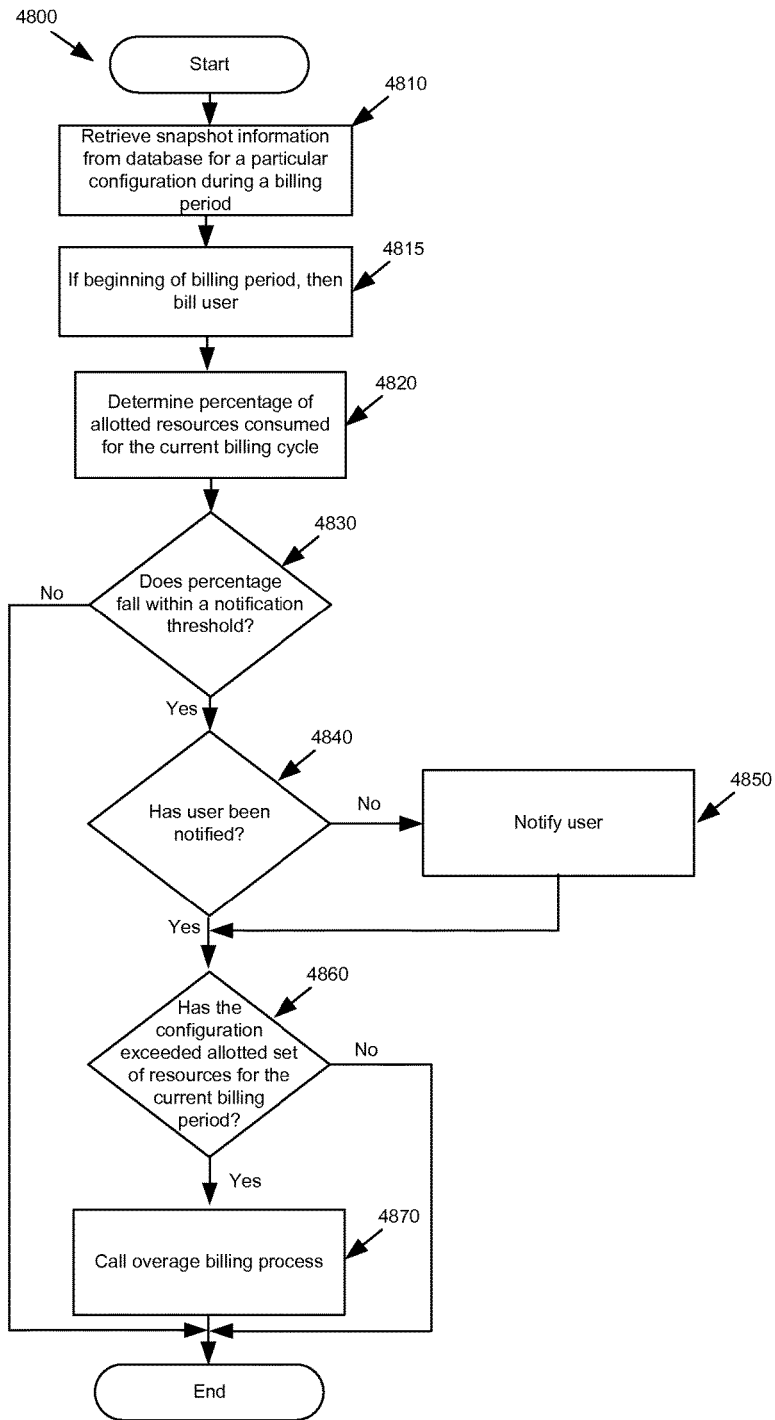 4800
Start
4810
Retrieve snapshot information
from database for a particular
configuration during a billing
period
4815
If beginning of billing period, then
bill user
4820
Determine percentage of
allotted resources consumed
for the current billing cycle
4830
Does percentage
fall within a notification
threshold?
No
Yes
4840
Has user been
notified?
No
4850
Notify user
Yes
4860
Has the
configuration
exceeded allotted set
of resources for the
current billing
period?
No
Yes
4870
Call overage billing process
End